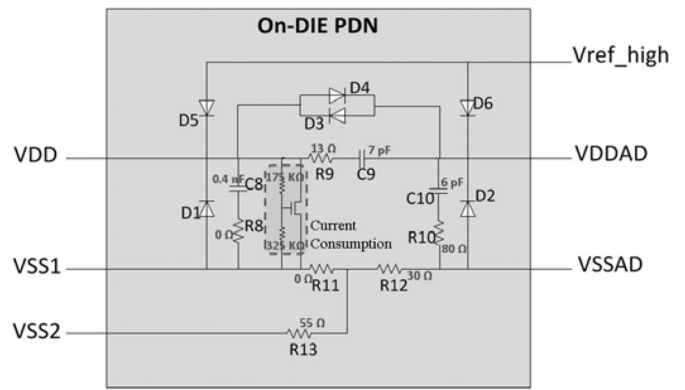 On-DIE PDN
Vref_high
D4
D5
D3
D6
VDD
13 Ω
7 pF
VDDAD
R9
C9
0.4 nF
C8
175 KΩ
6 pF
C10
D1
D2
R8
0 Ω
Current
Consumption
325 KΩ
R10
80 Ω
VSS1
0 Ω
R11
R12
30 Ω
VSSAD
VSS2
55 Ω
R13